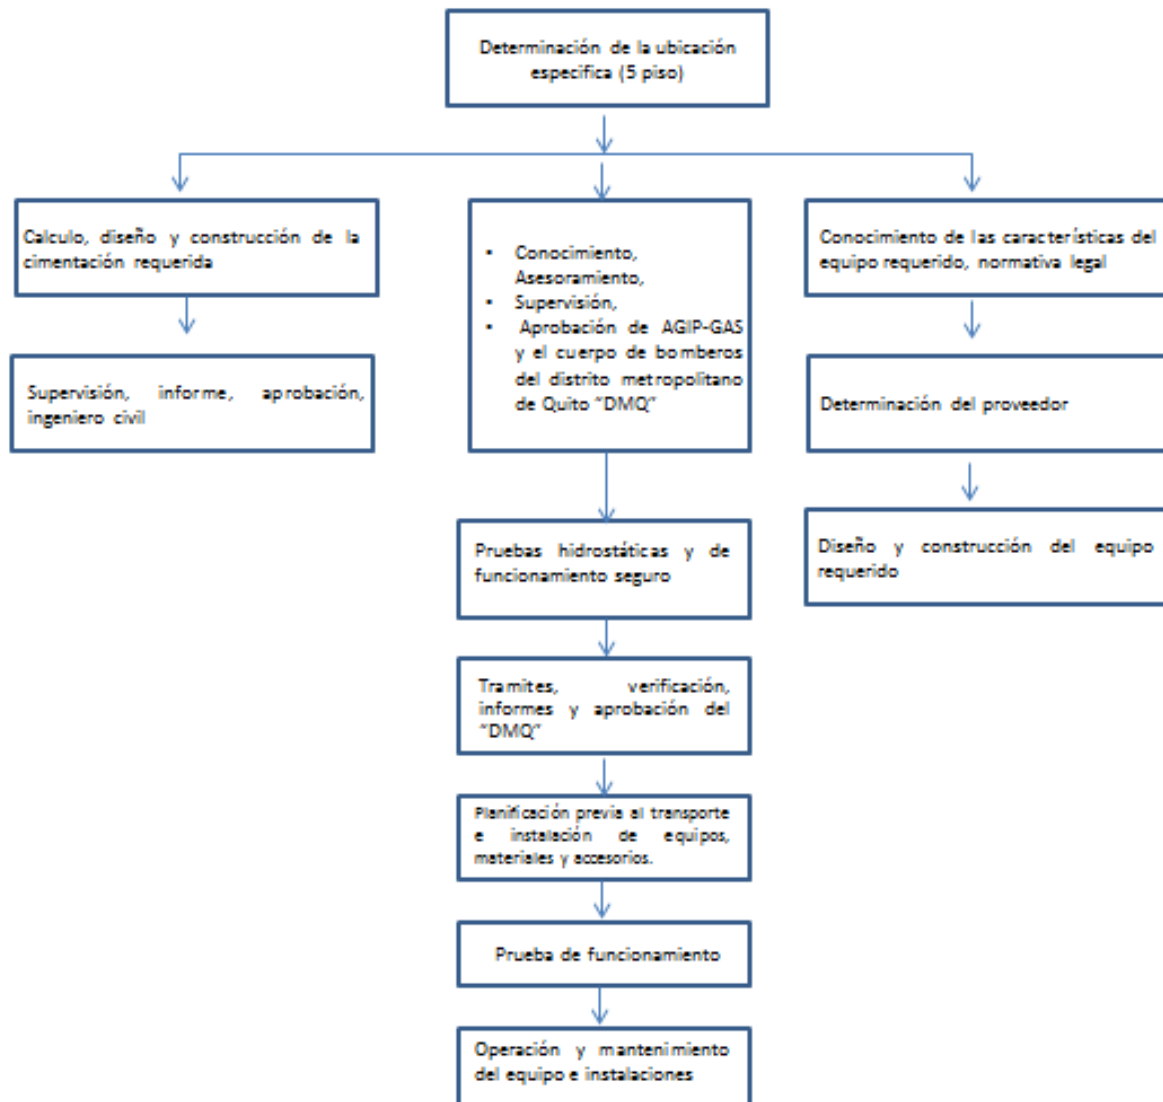 Determinación de la ubicación
especifica (5 piso)
Calculo, diseño y construcción de la
cimentación requerida
Supervisión, informe, aprobación,
ingeniero civil
▪ Conocimiento,
Asesoramiento,
▪ Supervisión,
▪ Aprobación de AGIP-GAS
y el cuerpo de bomberos
del distrito metropolitano
de Quito "DMQ"
Conocimiento de las características del
equipo requerido, normativa legal
Determinación del proveedor
Diseño y construcción del equipo
requerido
Pruebas hidrostáticas y de
funcionamiento seguro
Tramites, verificación,
informes y aprobación del
"DMQ"
Planificación previa al transporte
e instalación de equipos,
materiales y accesorios.
Prueba de funcionamiento
Operación y mantenimiento
del equipo e instalaciones